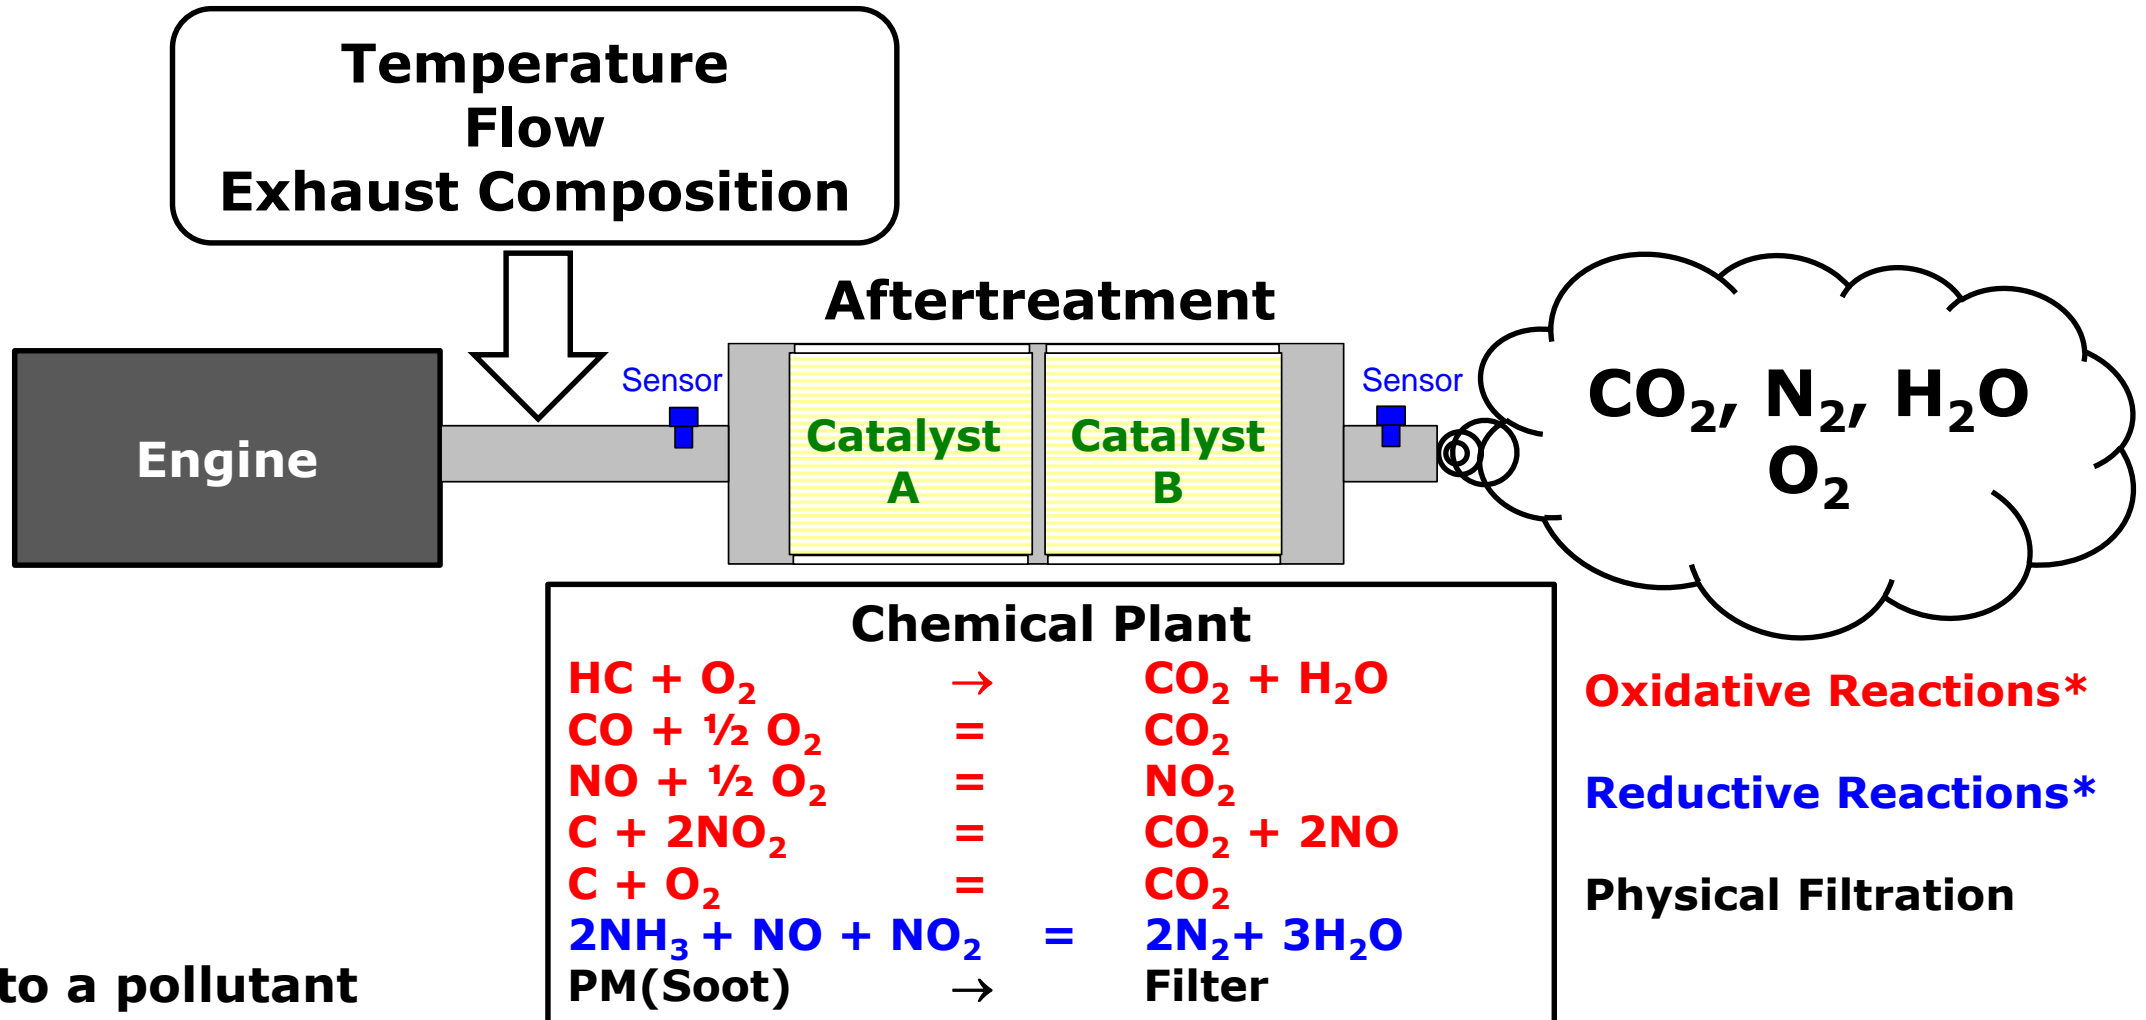 Temperature
Flow
Exhaust Composition
Aftertreatment
Engine
Sensor
Catalyst
A
Catalyst
B
Sensor
CO₂, N₂, H₂O
O₂
Chemical Plant
HC + O₂ → CO₂ + H₂O
CO + ½ O₂ = CO₂
NO + ½ O₂ = NO₂
C + 2NO₂ = CO₂ + 2NO
C + O₂ = CO₂
2NH₃ + NO + NO₂ = 2N₂+ 3H₂O
PM(Soot) → Filter
Oxidative Reactions*
Reductive Reactions*
Physical Filtration
to a pollutant